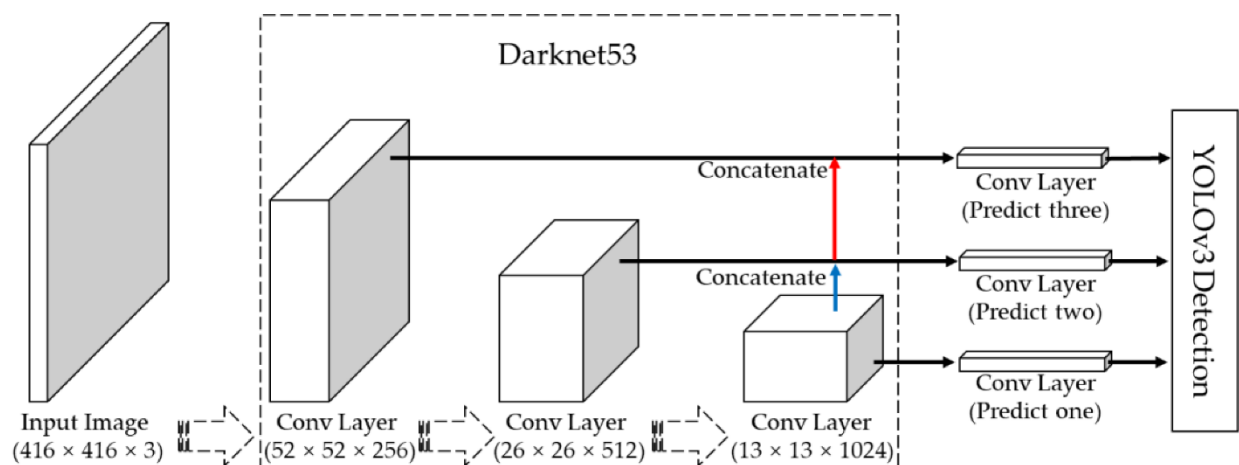 Darknet53
Concatenate
Conv Layer
(Predict three)
Concatenate
Conv Layer
(Predict two)
Conv Layer
(Predict one)
YOLOv3 Detection
Input Image
(416 × 416 × 3)
Conv Layer
(52 × 52 × 256)
Conv Layer
(26 × 26 × 512)
Conv Layer
(13 × 13 × 1024)